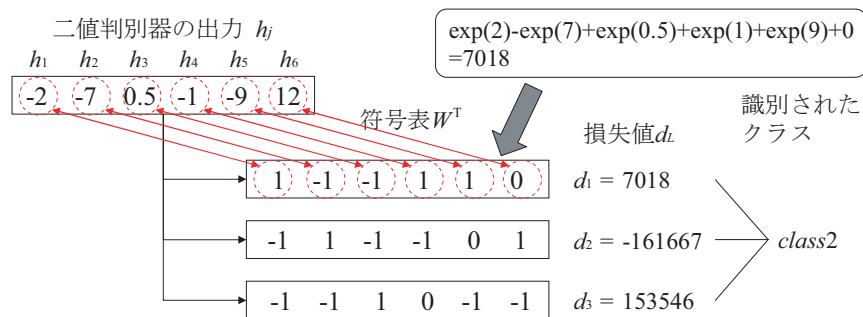 二値判別器の出力 hj
h1 h2 h3 h4 h5 h6
-2 -7 0.5 -1 -9 12
exp(2)-exp(7)+exp(0.5)+exp(1)+exp(9)+0
=7018
符号表W^T
損失値dL
識別された
クラス
1 -1 -1 1 1 0
d1 = 7018
-1 1 -1 -1 0 1
d2 = -161667
class2
-1 -1 1 0 -1 -1
d3 = 153546